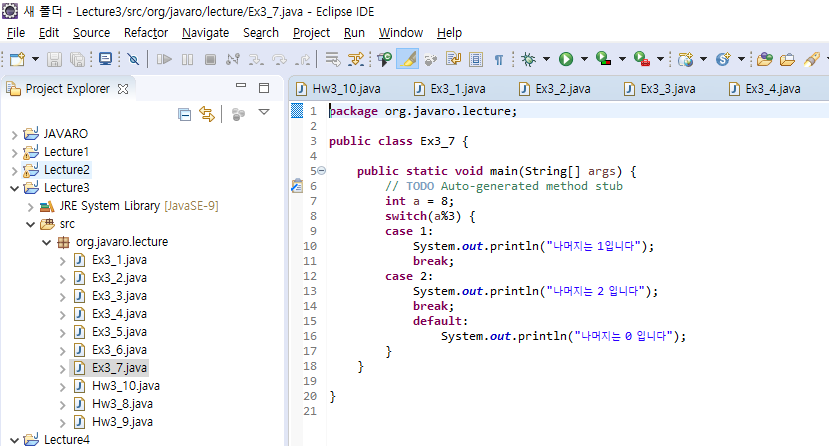 새 폴더 - Lecture3/src/org/javaro/lecture/Ex3_7.java - Eclipse IDE
File Edit Source Refactor Navigate Search Project Run Window Help
Project Explorer
JAVARO
Lecture1
Lecture2
Lecture3
JRE System Library [JavaSE-9]
src
org.javaro.lecture
Ex3_1.java
Ex3_2.java
Ex3_3.java
Ex3_4.java
Ex3_5.java
Ex3_6.java
Ex3_7.java
Hw3_10.java
Hw3_8.java
Hw3_9.java
Lecture4
Hw3_10.java Ex3_1.java Ex3_2.java Ex3_3.java Ex3_4.java
1 package org.javaro.lecture;
2
3 public class Ex3_7 {
4
5 public static void main(String[] args) {
6 // TODO Auto-generated method stub
7 int a = 8;
8 switch(a%3) {
9 case 1:
10 System.out.println("나머지는 1입니다");
11 break;
12 case 2:
13 System.out.println("나머지는 2 입니다");
14 break;
15 default:
16 System.out.println("나머지는 0 입니다");
17 }
18 }
19
20 }
21